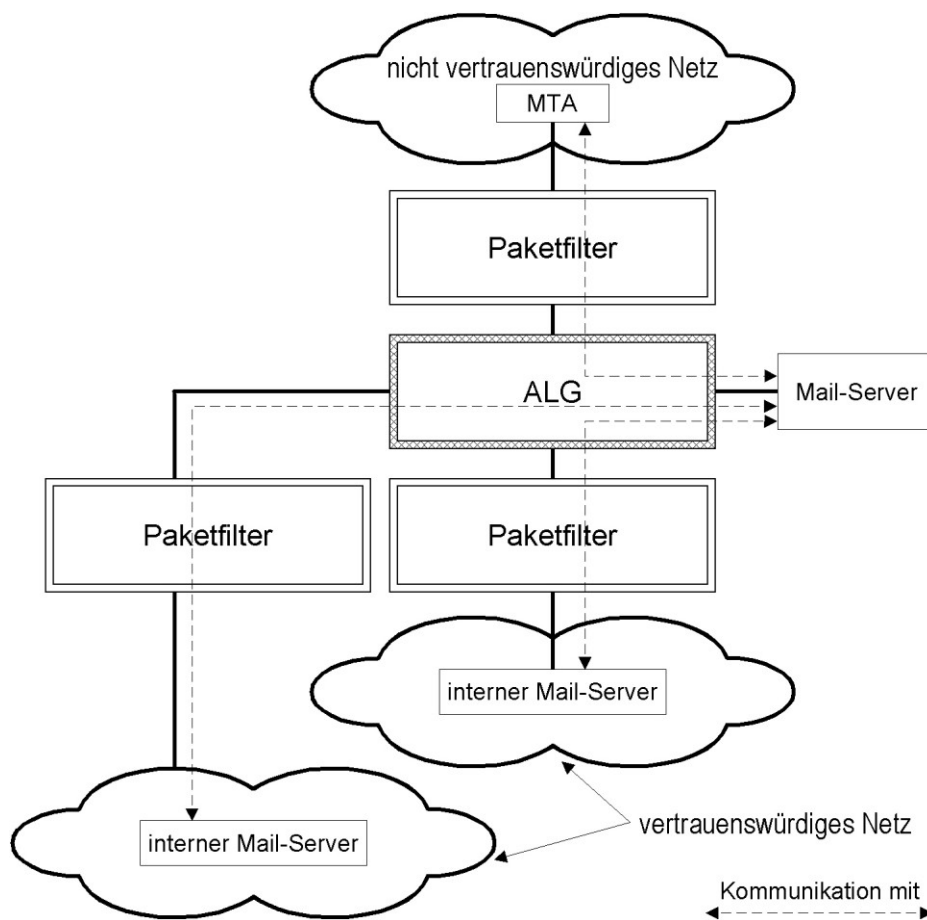 nicht vertrauenswürdiges Netz
MTA
Paketfilter
ALG
Mail-Server
Paketfilter
Paketfilter
interner Mail-Server
interner Mail-Server
vertrauenswürdiges Netz
Kommunikation mit